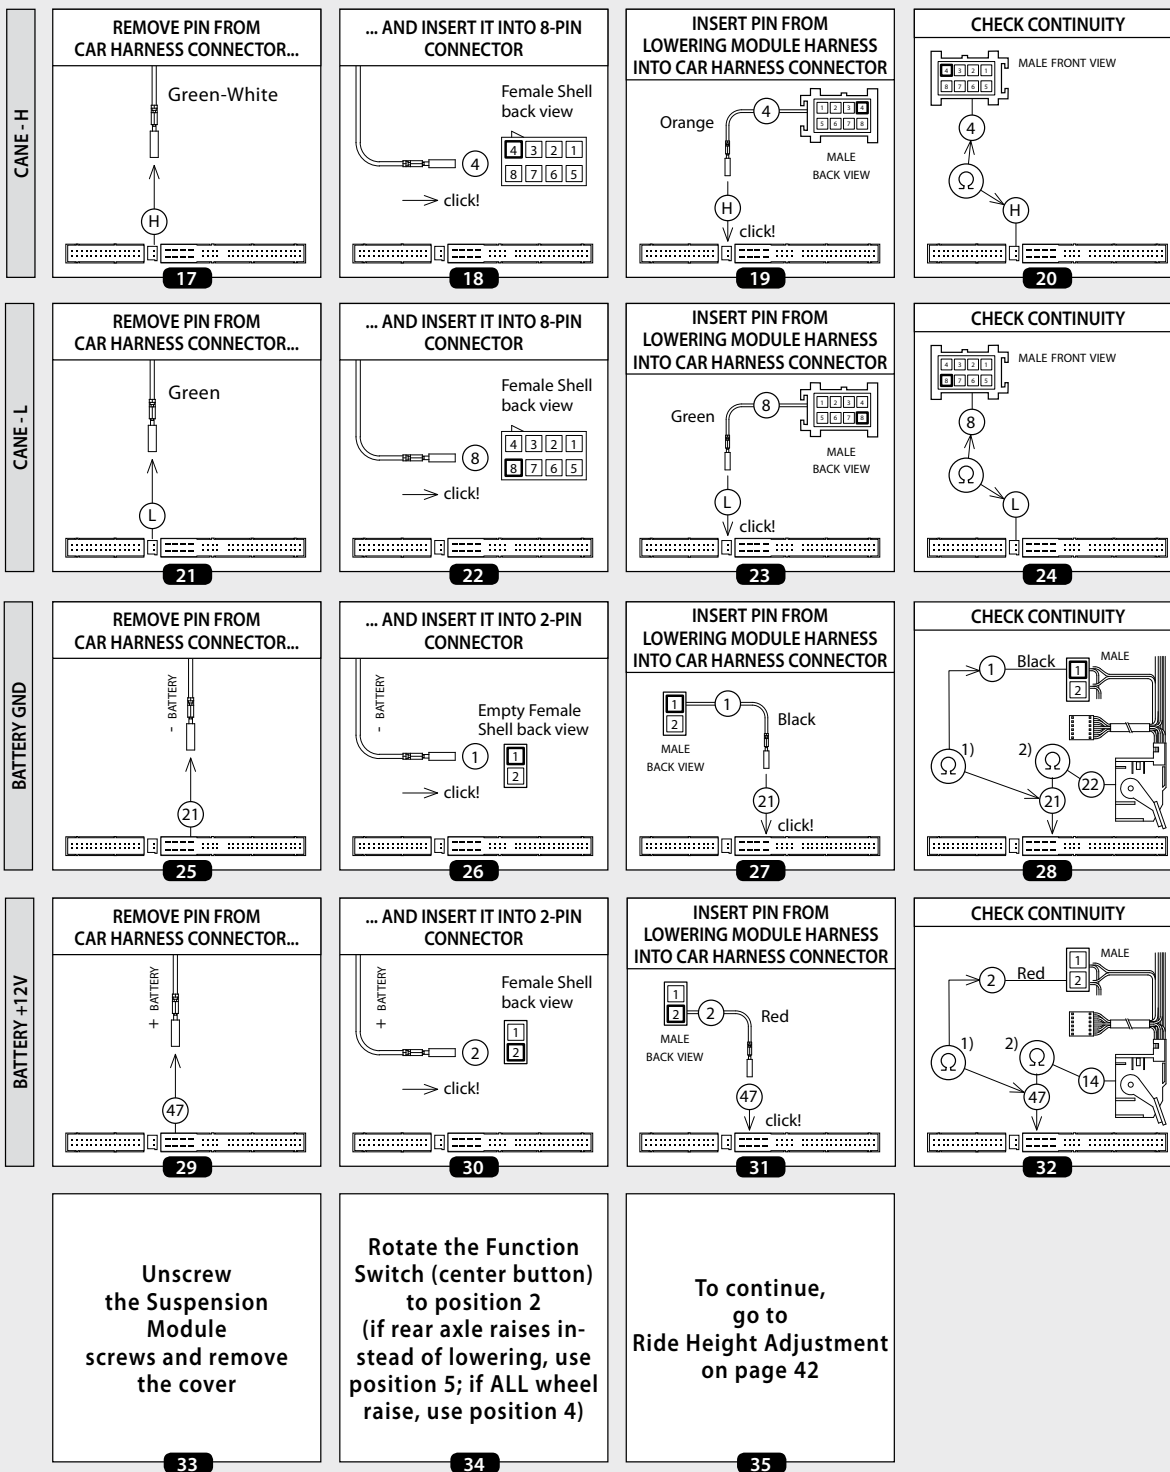 CANE - H
REMOVE PIN FROM
CAR HARNESS CONNECTOR...
Green-White
H
17
... AND INSERT IT INTO 8-PIN
CONNECTOR
Female Shell
back view
4
4 3 2 1
8 7 6 5
click!
18
INSERT PIN FROM
LOWERING MODULE HARNESS
INTO CAR HARNESS CONNECTOR
Orange
4
1 2 3 4
5 6 7 8
MALE
BACK VIEW
H
click!
19
CHECK CONTINUITY
4 3 2 1
8 7 6 5
MALE FRONT VIEW
4
Ω
H
20
CANE - L
REMOVE PIN FROM
CAR HARNESS CONNECTOR...
Green
L
21
... AND INSERT IT INTO 8-PIN
CONNECTOR
Female Shell
back view
4 3 2 1
8 7 6 5
8
click!
22
INSERT PIN FROM
LOWERING MODULE HARNESS
INTO CAR HARNESS CONNECTOR
Green
8
1 2 3 4
5 6 7 8
MALE
BACK VIEW
L
click!
23
CHECK CONTINUITY
4 3 2 1
8 7 6 5
MALE FRONT VIEW
8
Ω
L
24
BATTERY GND
REMOVE PIN FROM
CAR HARNESS CONNECTOR...
- BATTERY
21
25
... AND INSERT IT INTO 2-PIN
CONNECTOR
- BATTERY
Empty Female
Shell back view
1
1
2
click!
26
INSERT PIN FROM
LOWERING MODULE HARNESS
INTO CAR HARNESS CONNECTOR
1
2
1
Black
MALE
BACK VIEW
21
click!
27
CHECK CONTINUITY
1
Black
1
2
MALE
1)
Ω
2)
Ω
22
21
28
BATTERY +12V
REMOVE PIN FROM
CAR HARNESS CONNECTOR...
+ BATTERY
47
29
... AND INSERT IT INTO 2-PIN
CONNECTOR
+ BATTERY
Female Shell
back view
1
2
2
click!
30
INSERT PIN FROM
LOWERING MODULE HARNESS
INTO CAR HARNESS CONNECTOR
1
2
2
Red
MALE
BACK VIEW
47
click!
31
CHECK CONTINUITY
2
Red
1
2
MALE
1)
Ω
2)
Ω
14
47
32
Unscrew
the Suspension
Module
screws and remove
the cover
33
Rotate the Function
Switch (center button)
to position 2
(if rear axle raises in-
stead of lowering, use
position 5; if ALL wheel
raise, use position 4)
34
To continue,
go to
Ride Height Adjustment
on page 42
35